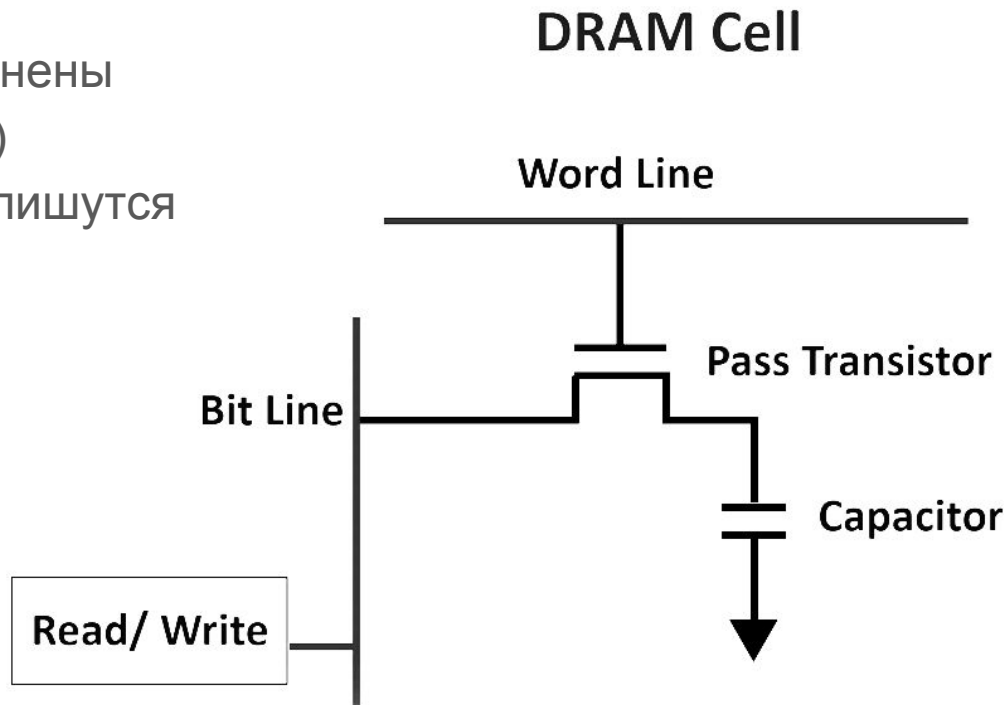 DRAM Cell
нены
)
пишутся
Word Line
Pass Transistor
Bit Line
Capacitor
Read/ Write